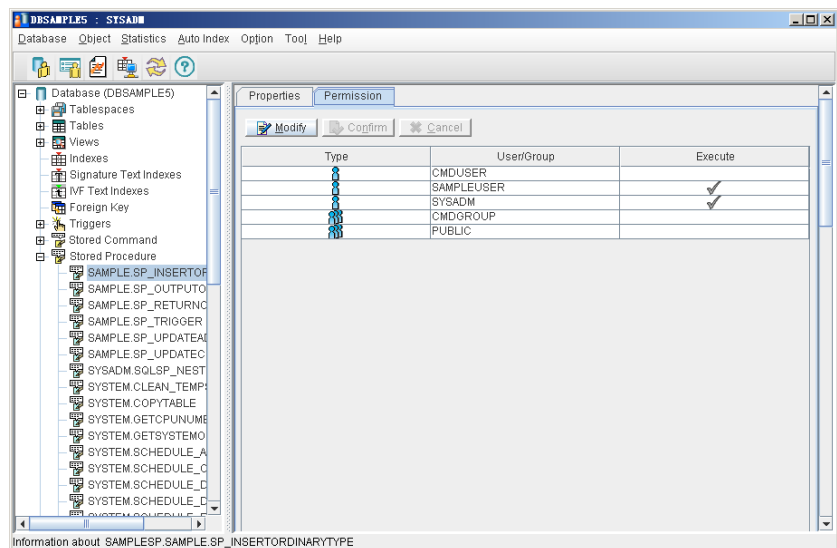 DBSAMPLE5 : SYSADM
Database Object Statistics Auto Index Option Tool Help
Database (DBSAMPLE5)
Tablespaces
Tables
Views
Indexes
Signature Text Indexes
IVF Text Indexes
Foreign Key
Triggers
Stored Command
Stored Procedure
SAMPLE.SP_INSERTOR
SAMPLE.SP_OUTPUTO
SAMPLE.SP_RETURNC
SAMPLE.SP_TRIGGER
SAMPLE.SP_UPDATEA
SAMPLE.SP_UPDATEC
SYSADM.SQLSP_NEST
SYSTEM.CLEAN_TEMP
SYSTEM.COPYTABLE
SYSTEM.GETCPUNUME
SYSTEM.GETSYSTEMO
SYSTEM.SCHEDULE_A
SYSTEM.SCHEDULE_C
SYSTEM.SCHEDULE_D
SYSTEM.SCHEDULE_D
Properties Permission
Modify Confirm Cancel
Type User/Group Execute
CMDUSER
SAMPLEUSER
SYSADM
CMDGROUP
PUBLIC
Information about SAMPLESP.SAMPLE.SP_INSERTORDINARYTYPE